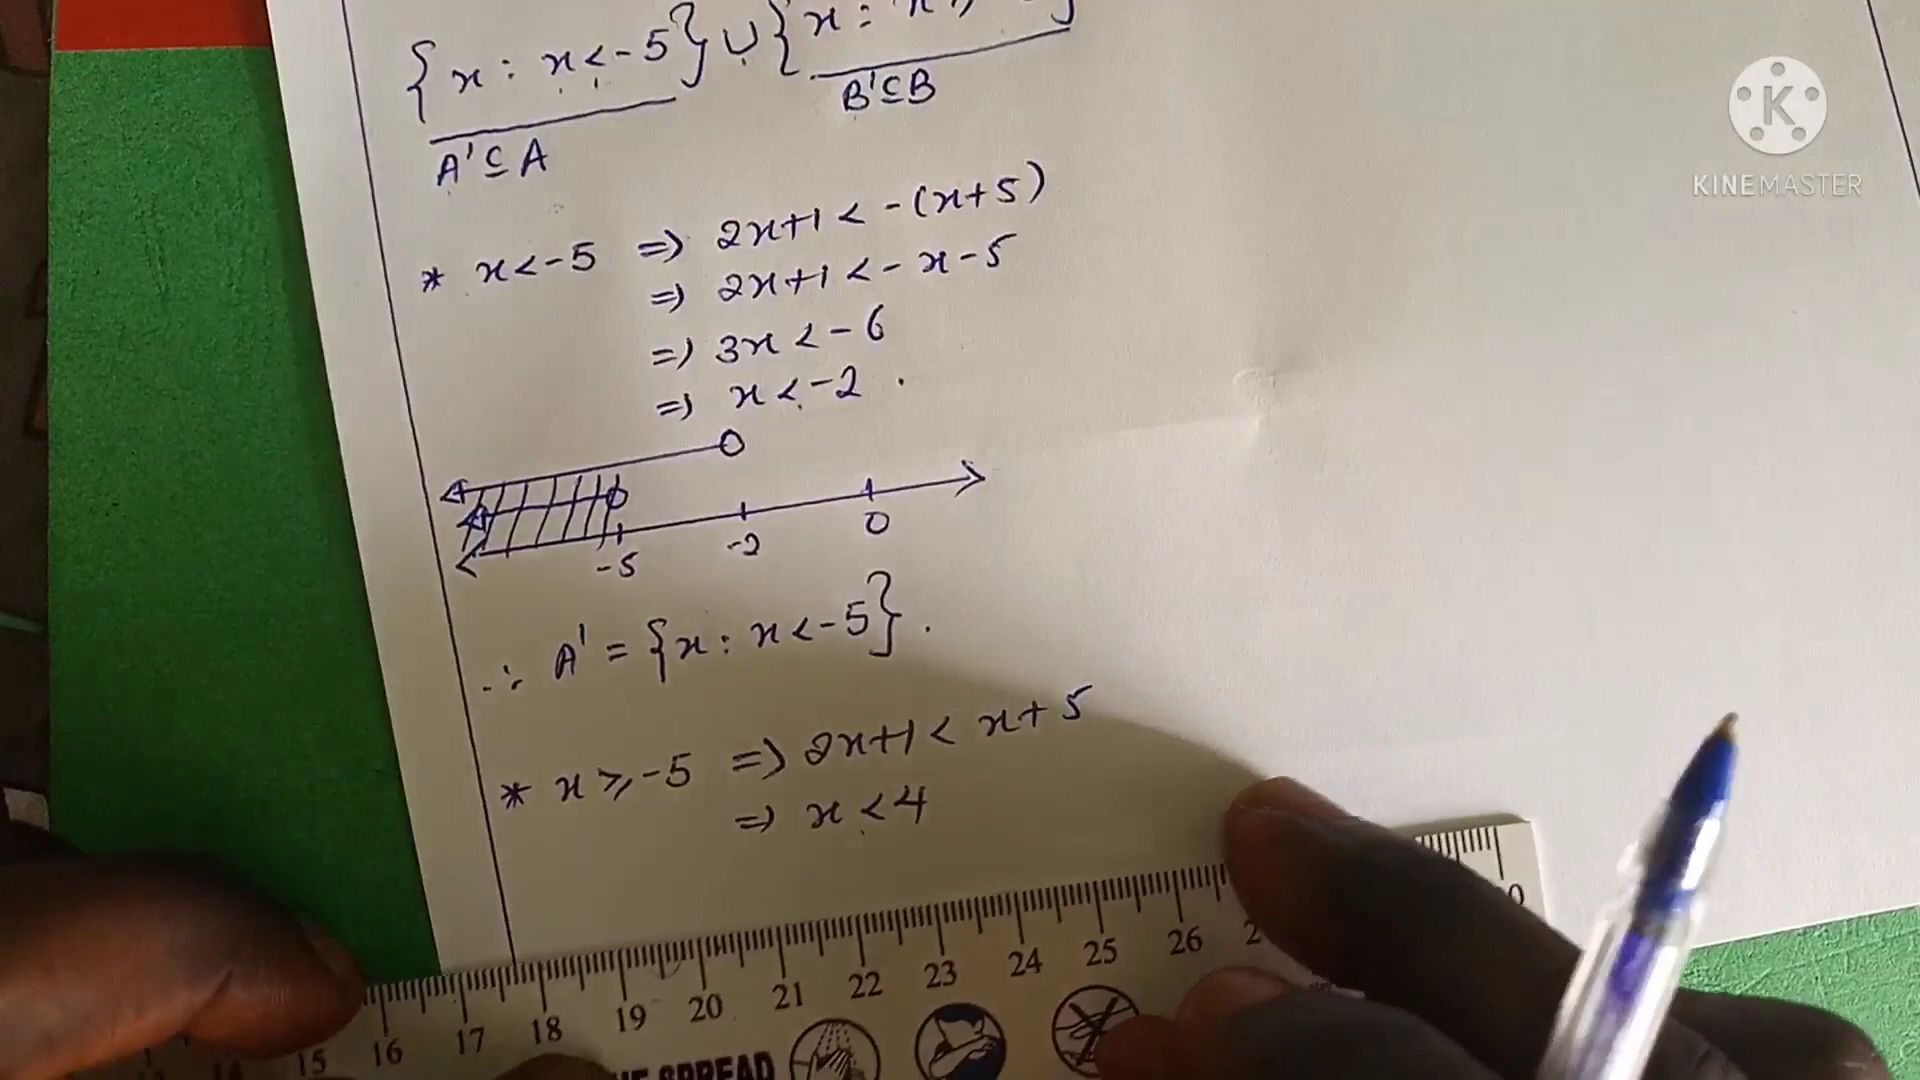 {x : x < -5} ∪ {x : x ≥
A' ⊆ A
B' ⊆ B
* x < -5 => 2x+1 < -(x+5)
=> 2x+1 < -x-5
=> 3x < -6
=> x < -2 .
-5 -2 0
∴ A' = {x : x < -5} .
* x ≥ -5 => 2x+1 < x+5
=> x < 4
15 16 17 18 19 20 21 22 23 24 25 26
SPREAD
K
KINEMASTER